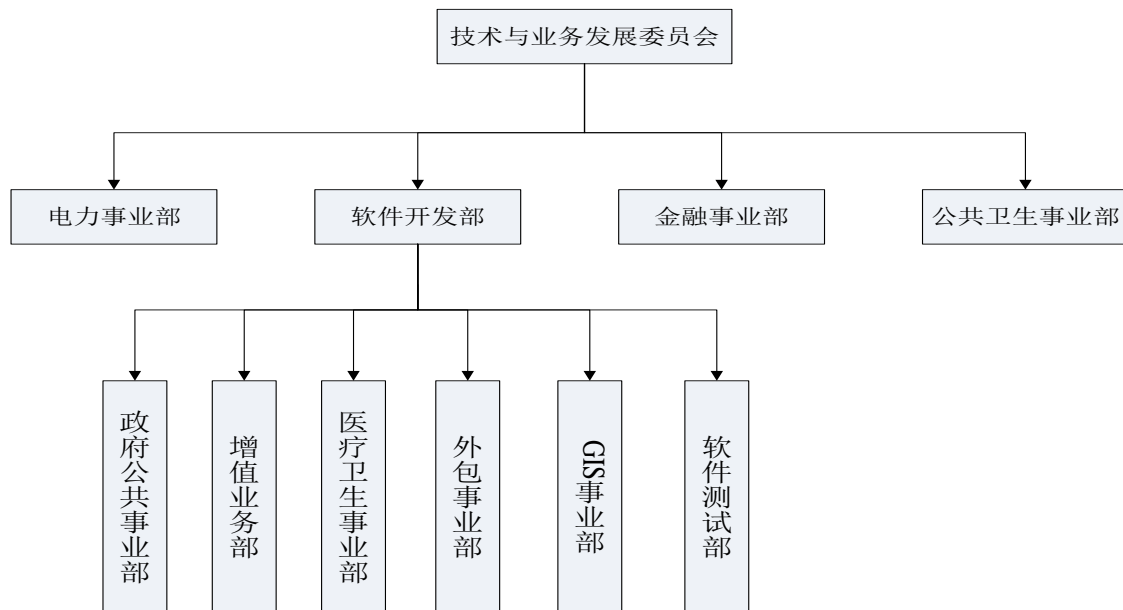 技术与业务发展委员会
电力事业部
软件开发部
金融事业部
公共卫生事业部
政府公共事业部
增值业务部
医疗卫生事业部
外包事业部
GIS事业部
软件测试部